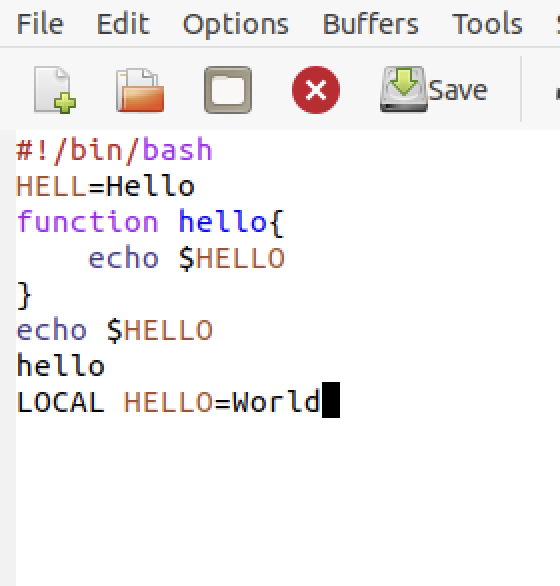 File Edit Options Buffers Tools
Save
#!/bin/bash
HELL=Hello
function hello{
    echo $HELLO
}
echo $HELLO
hello
LOCAL HELLO=World